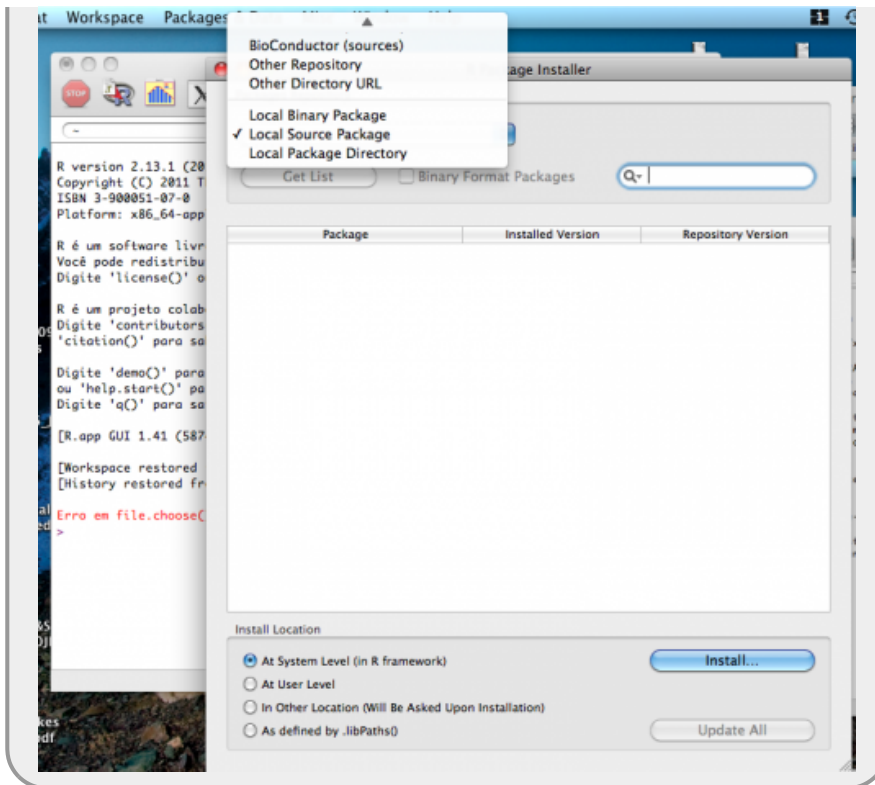 Workspace Packages
BioConductor (sources)
Other Repository
Other Directory URL
Local Binary Package
✓ Local Source Package
Local Package Directory
Package Installer
STOP
~
Get List
Binary Format Packages
Package Installed Version Repository Version
R version 2.13.1 (20
Copyright (C) 2011 T
ISBN 3-900051-07-0
Platform: x86_64-app
R é um software livr
Você pode redistribu
Digite 'license()' o
R é um projeto colab
Digite 'contributors
'citation()' para sa
Digite 'demo()' para
ou 'help.start()' pa
Digite 'q()' para sa
[R.app GUI 1.41 (587
[Workspace restored
[History restored fr
Erro em file.choose(
>
Install Location
At System Level (in R framework)
At User Level
In Other Location (Will Be Asked Upon Installation)
As defined by .libPaths()
Install...
Update All